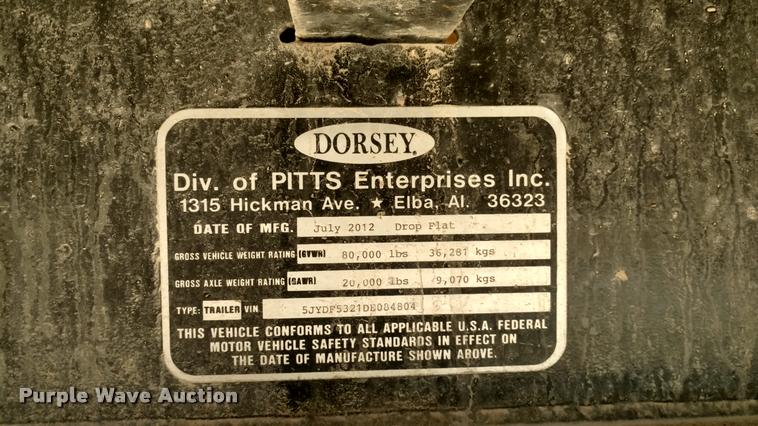 DORSEY.
Div. of PITTS Enterprises Inc.
1315 Hickman Ave. ★ Elba, Al. 36323
DATE OF MFG. July 2012 Drop Flat
GROSS VEHICLE WEIGHT RATING (GVWR) 80,000 lbs 36,281 kgs
GROSS AXLE WEIGHT RATING (GAWR) 20,000 lbs 9,070 kgs
TYPE: TRAILER VIN 5JYDF5321DE084804
THIS VEHICLE CONFORMS TO ALL APPLICABLE U.S.A. FEDERAL
MOTOR VEHICLE SAFETY STANDARDS IN EFFECT ON
THE DATE OF MANUFACTURE SHOWN ABOVE.
Purple Wave Auction